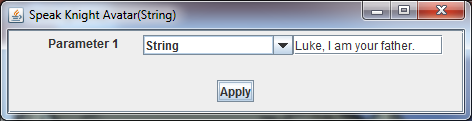 Speak Knight Avatar(String)
Parameter 1 String Luke, I am your father.
Apply